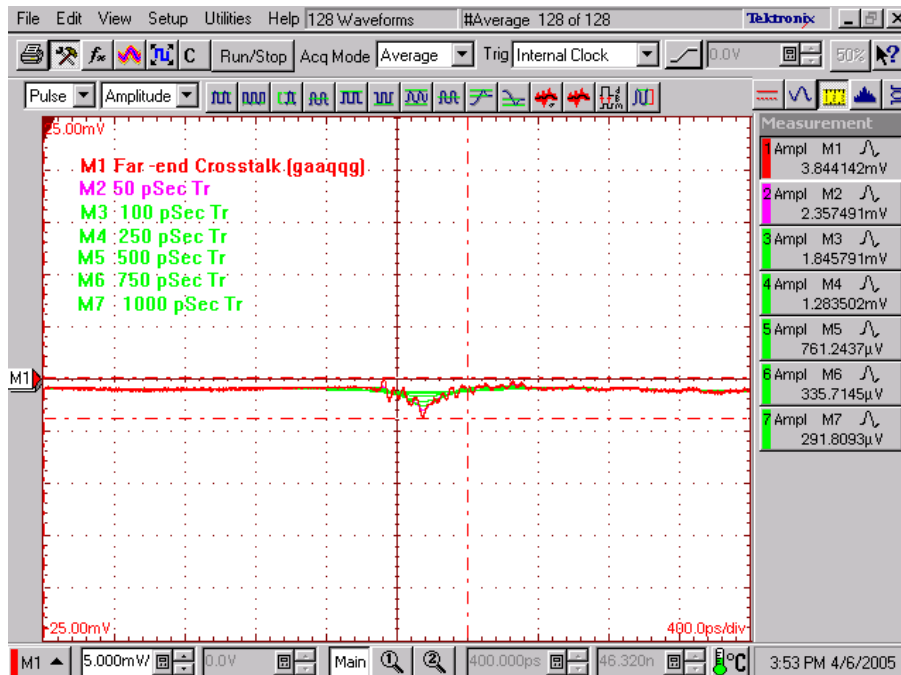 File Edit View Setup Utilities Help 128 Waveforms #Average 128 of 128 Tektronix
Run/Stop Acq Mode Average Trig Internal Clock 0.0V 50%
Pulse Amplitude
25.00mV
M1 Far -end Crosstalk (gaaqqg)
M2 50 pSec Tr
M3 100 pSec Tr
M4 250 pSec Tr
M5 500 pSec Tr
M6 750 pSec Tr
M7 1000 pSec Tr
M1
-25.00mV
400.0ps/div
Measurement
1 Ampl M1
3.844142mV
2 Ampl M2
2.357491mV
3 Ampl M3
1.845791mV
4 Ampl M4
1.283502mV
5 Ampl M5
761.2437µV
6 Ampl M6
335.7145µV
7 Ampl M7
291.8093µV
M1 5.000mV/ 0.0V Main 1 2 400.000ps 46.320n °C 3:53 PM 4/6/2005